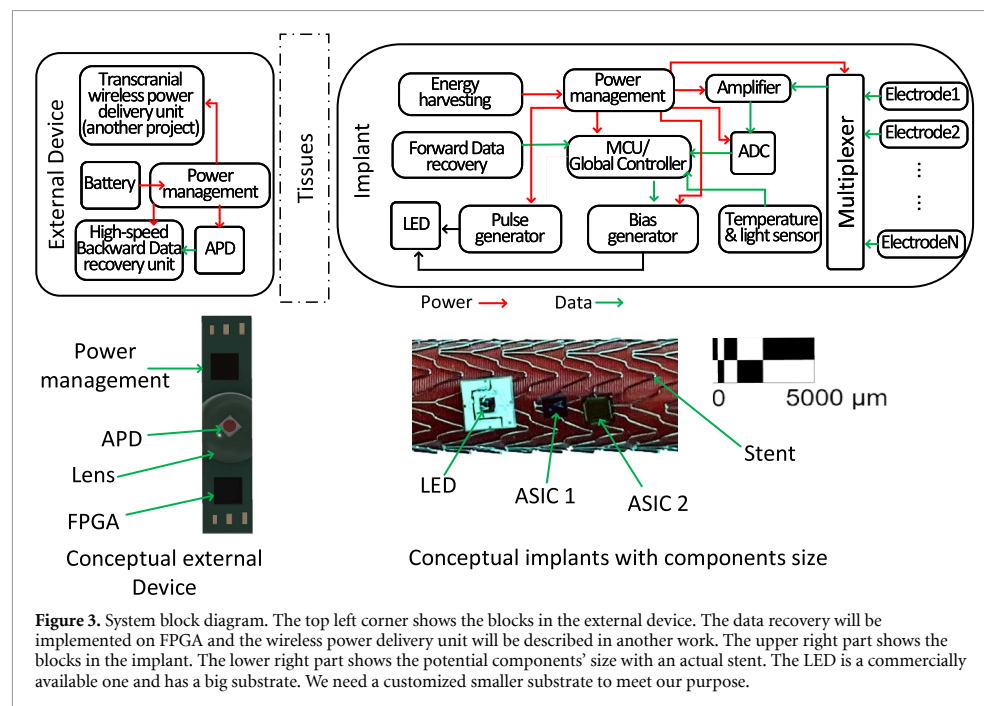 External Device
Transcranial
wireless power
delivery unit
(another project)
Battery
Power
management
High-speed
Backward Data
recovery unit
APD
Tissues
Implant
Energy
harvesting
Power
management
Amplifier
Forward Data
recovery
MCU/
Global Controller
ADC
LED
Pulse
generator
Bias
generator
Temperature
& light sensor
Multiplexer
Electrode1
Electrode2
...
...
ElectrodeN
Power
Data
Power
management
APD
Lens
FPGA
Conceptual external
Device
LED
ASIC 1
ASIC 2
Stent
0
5000 µm
Conceptual implants with components size
Figure 3. System block diagram. The top left corner shows the blocks in the external device. The data recovery will be
implemented on FPGA and the wireless power delivery unit will be described in another work. The upper right part shows the
blocks in the implant. The lower right part shows the potential components’ size with an actual stent. The LED is a commercially
available one and has a big substrate. We need a customized smaller substrate to meet our purpose.